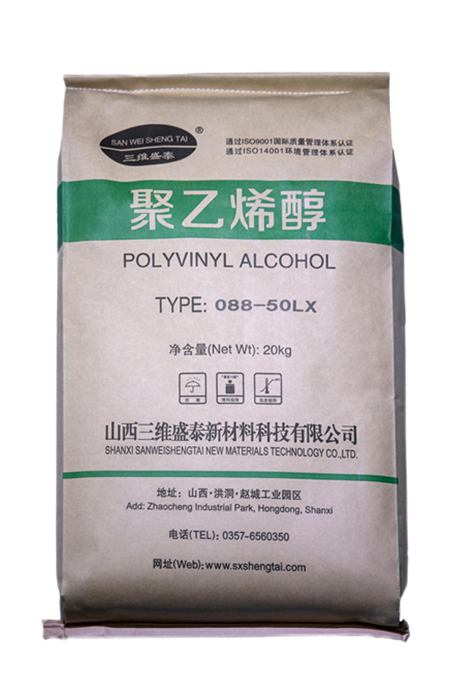 SAN WEI SHENG TAI
三维盛泰
®
通过ISO9001国际质量管理体系认证
通过ISO14001环境管理体系认证
聚乙烯醇
POLYVINYL ALCOHOL
TYPE: 088-50LX
净含量(Net Wt): 20kg
山西三维盛泰新材料科技有限公司
SHANXI SANWEISHENGTAI NEW MATERIALS TECHNOLOGY CO.,LTD.
地址：山西·洪洞·赵城工业园区
Add: Zhaocheng Industrial Park, Hongdong, Shanxi
电话(TEL): 0357-6560350
网址(Web): www.sxshengtai.com